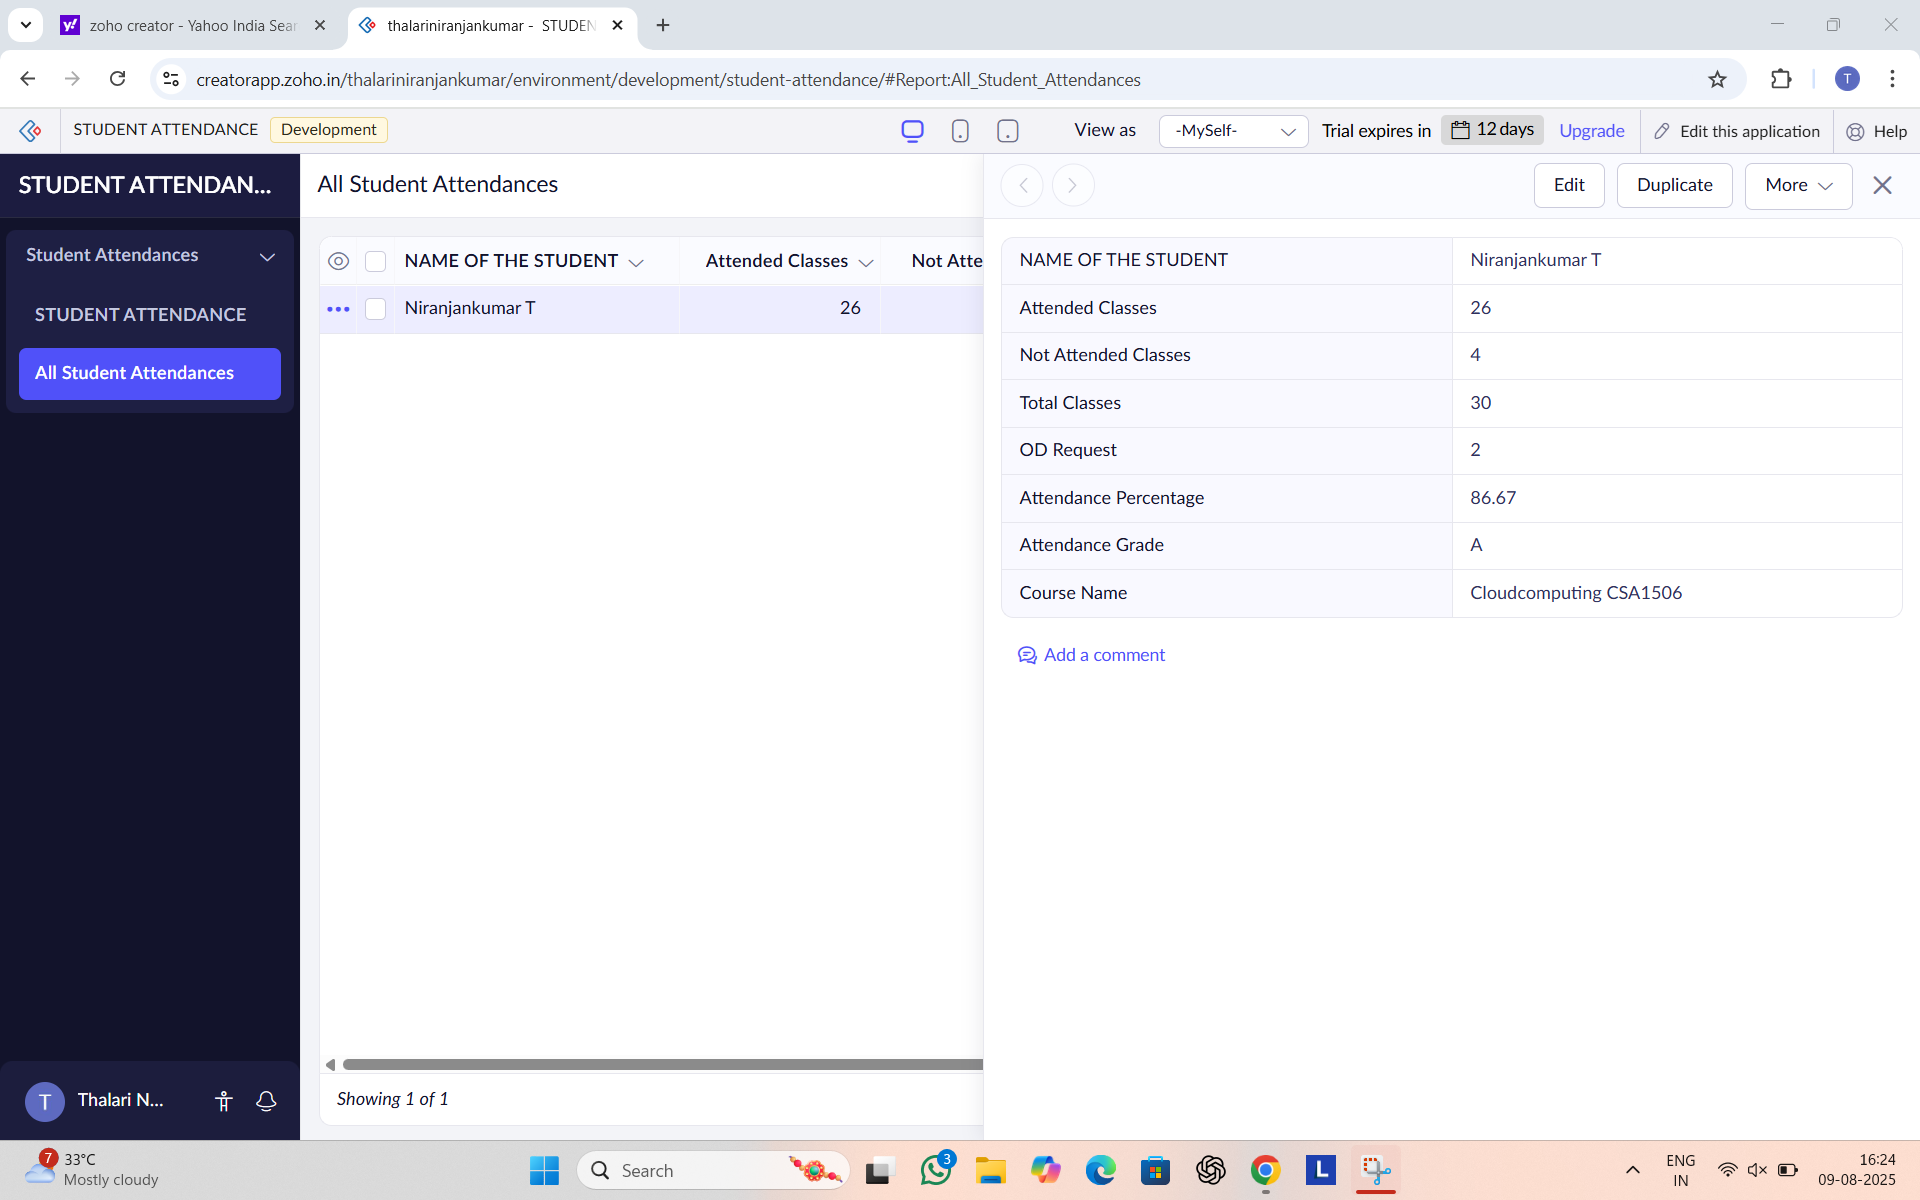 zoho creator - Yahoo India Sear
thalariniranjankumar - STUDEN
creatorapp.zoho.in/thalariniranjankumar/environment/development/student-attendance/#Report:All_Student_Attendances
T
STUDENT ATTENDANCE
Development
View as
-MySelf-
Trial expires in
12 days
Upgrade
Edit this application
Help
STUDENT ATTENDAN...
Student Attendances
STUDENT ATTENDANCE
All Student Attendances
All Student Attendances
NAME OF THE STUDENT
Attended Classes
Not Atte
Niranjankumar T
26
Showing 1 of 1
Edit
Duplicate
More
NAME OF THE STUDENT Niranjankumar T
Attended Classes 26
Not Attended Classes 4
Total Classes 30
OD Request 2
Attendance Percentage 86.67
Attendance Grade A
Course Name Cloudcomputing CSA1506
Add a comment
T
Thalari N...
7
33°C
Mostly cloudy
Search
3
L
ENG
IN
16:24
09-08-2025